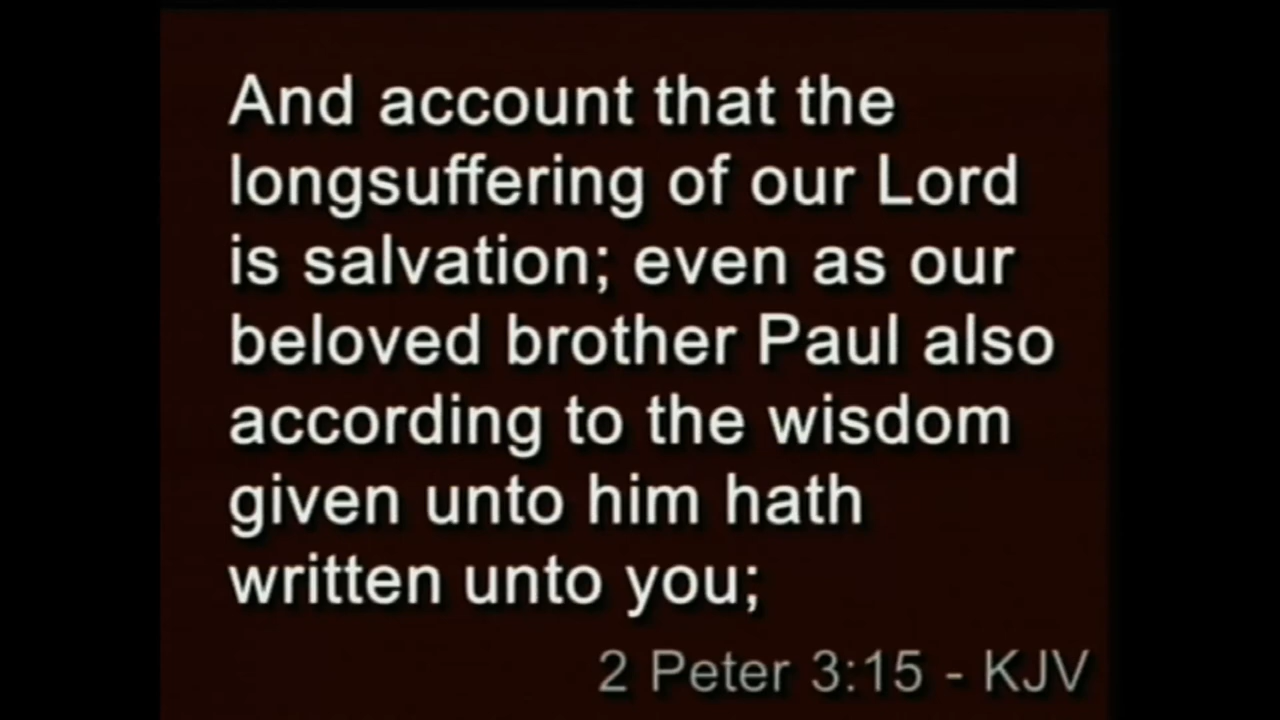 And account that the
longsuffering of our Lord
is salvation; even as our
beloved brother Paul also
according to the wisdom
given unto him hath
written unto you;
2 Peter 3:15 - KJV